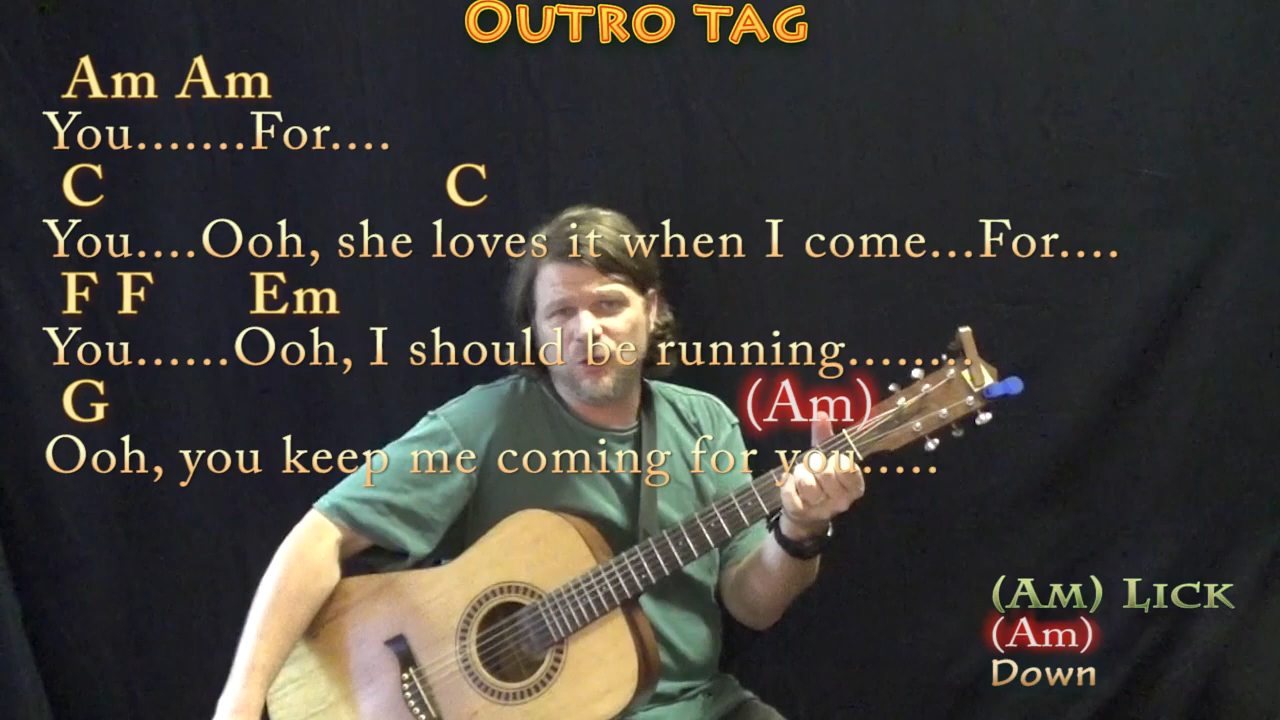 OUTRO TAG
Am Am
You.......For....
C C
You....Ooh, she loves it when I come...For....
F F Em
You......Ooh, I should be running........
G (Am)
Ooh, you keep me coming for you.....
(AM) LICK
(Am)
Down